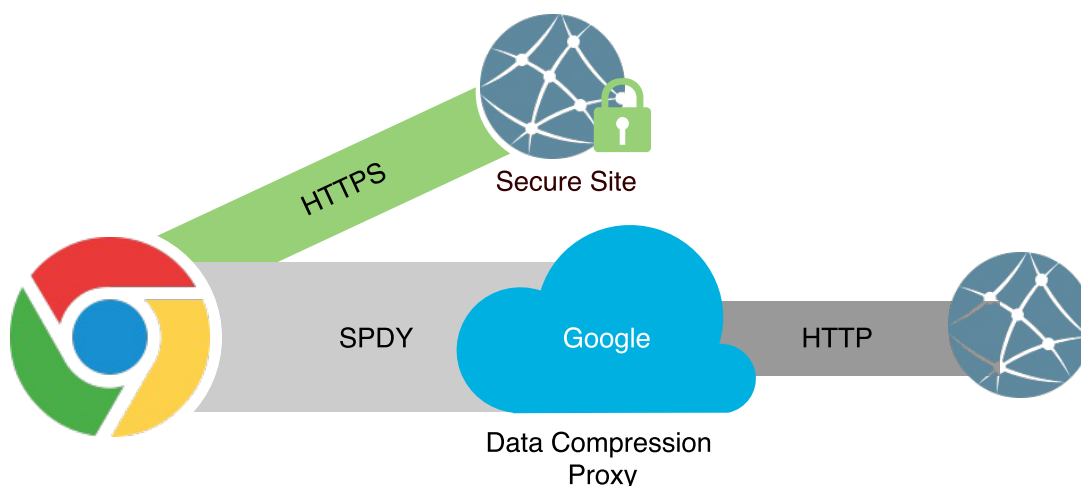 HTTPS
Secure Site
SPDY
Google
HTTP
Data Compression
Proxy